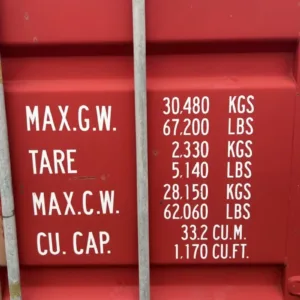 MAX.G.W. 30.480 KGS
67.200 LBS
TARE 2.330 KGS
5.140 LBS
MAX.C.W. 28.150 KGS
62.060 LBS
CU. CAP. 33.2 CU.M.
1.170 CU.FT.